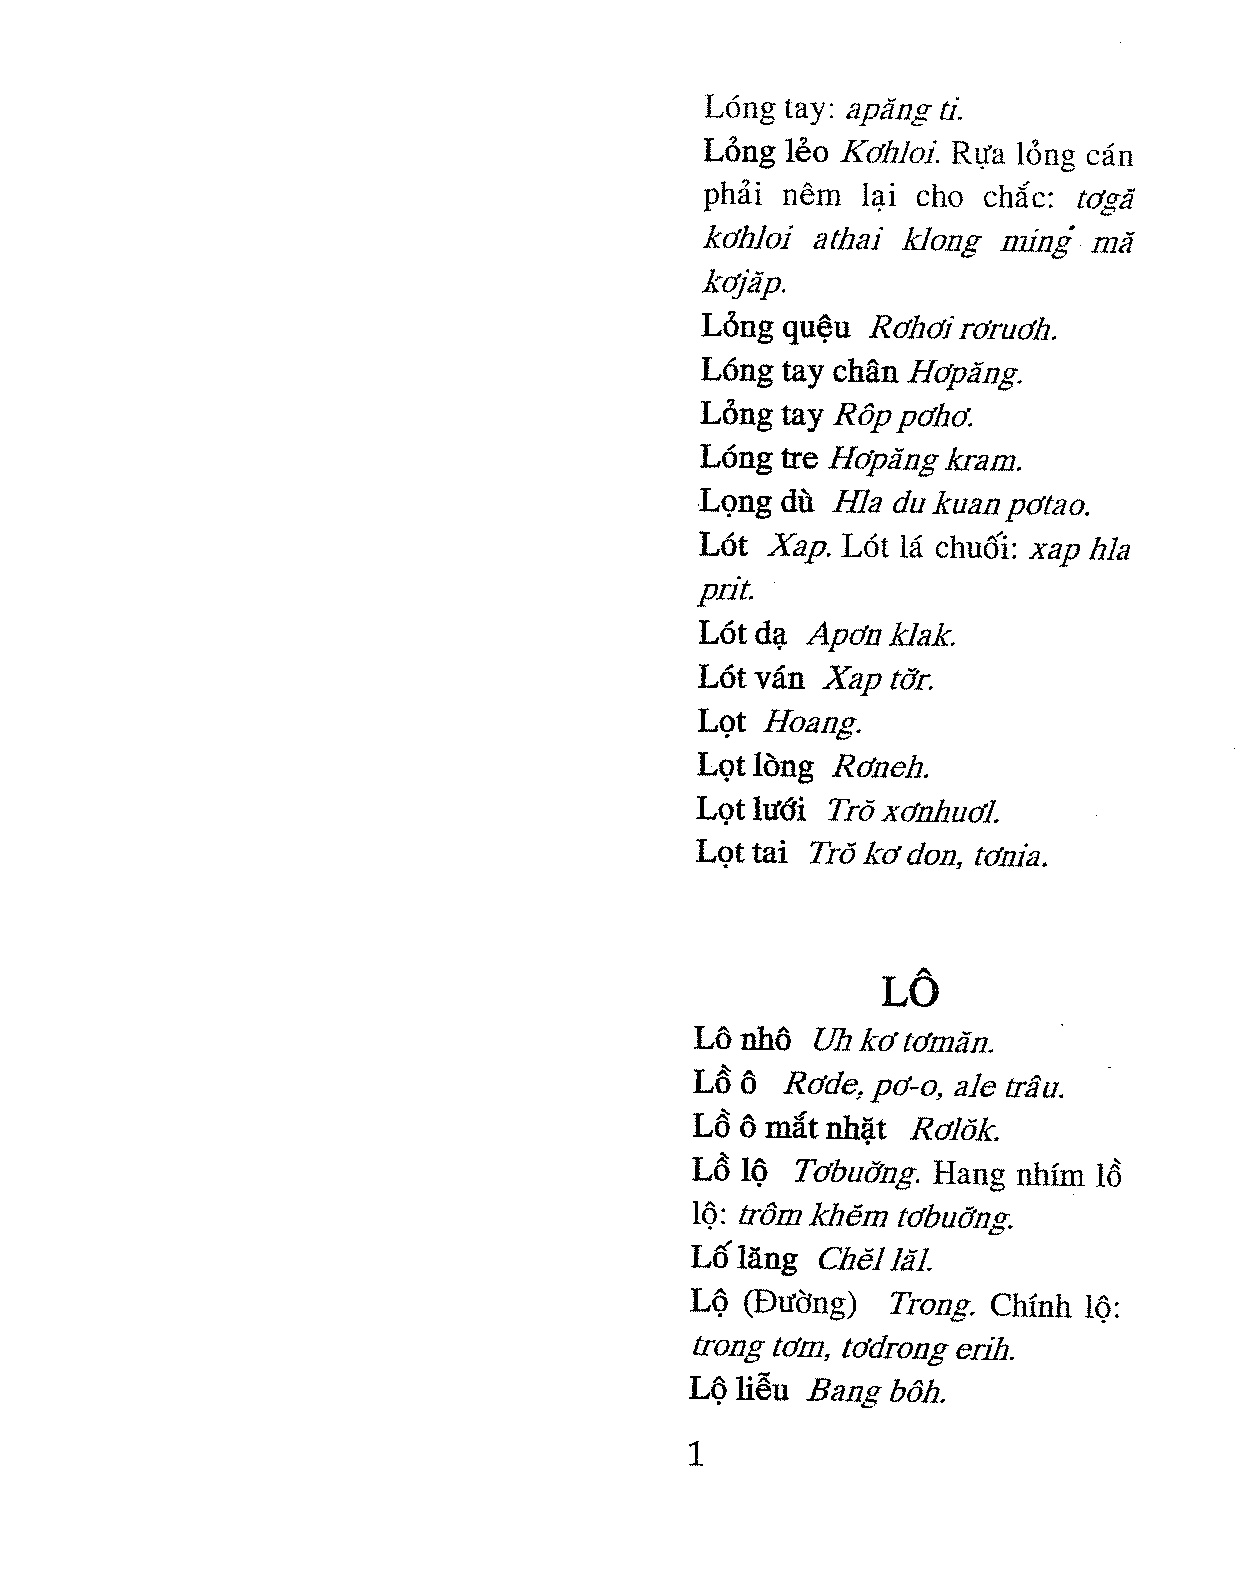 Lóng tay: apăng ti.
Lỏng lẻo Kơhloi. Rựa lỏng cán
phải nêm lại cho chắc: tơgă
kơhloi athai klong ming mă
kơjăp.
Lỏng quệu Rơhơi rơruơh.
Lóng tay chân Hơpăng.
Lỏng tay Rôp pơhơ.
Lóng tre Hơpăng kram.
Lọng dù Hla du kuan pơtao.
Lót Xap. Lót lá chuối: xap hla
prit.
Lót dạ Apơn klak.
Lót ván Xap tơ̆r.
Lọt Hoang.
Lọt lòng Rơneh.
Lọt lưới Trŏ xơnhuơl.
Lọt tai Trŏ kơ don, tơnia.
LÔ
Lô nhô Uh kơ tơmăn.
Lồ ô Rơde, pơ-o, ale trâu.
Lồ ô mắt nhặt Rơlŏk.
Lồ lộ Tơbuơ̆ng. Hang nhím lồ
lộ: trôm khĕm tơbuơ̆ng.
Lố lăng Chĕl lăl.
Lộ (Đường) Trong. Chính lộ:
trong tơm, tơdrong erih.
Lộ liễu Bang bôh.
1